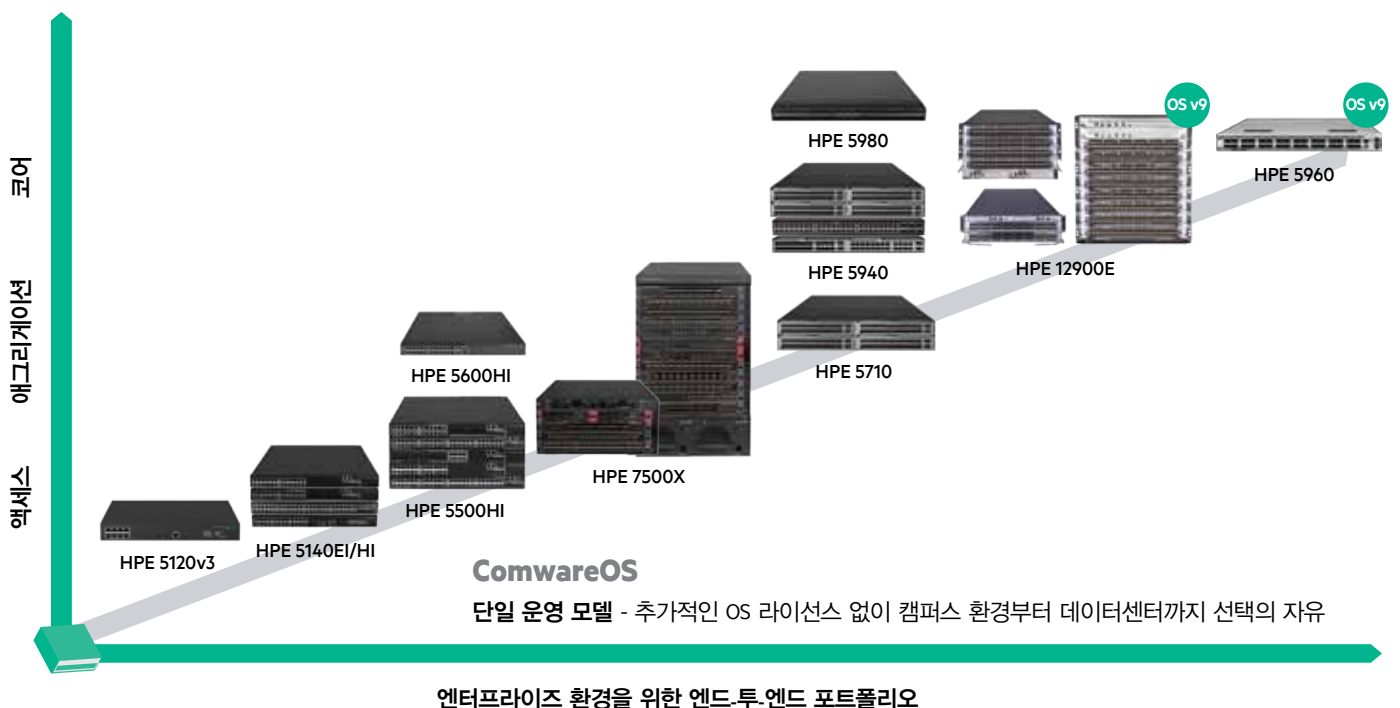 OS v9
OS v9
HPE 5980
코어
HPE 5960
HPE 5940
HPE 12900E
애그리게이션
HPE 5600HI
HPE 5710
HPE 7500X
액세스
HPE 5500HI
HPE 5120v3
HPE 5140EI/HI
ComwareOS
단일 운영 모델 - 추가적인 OS 라이선스 없이 캠퍼스 환경부터 데이터센터까지 선택의 자유
엔터프라이즈 환경을 위한 엔드-투-엔드 포트폴리오